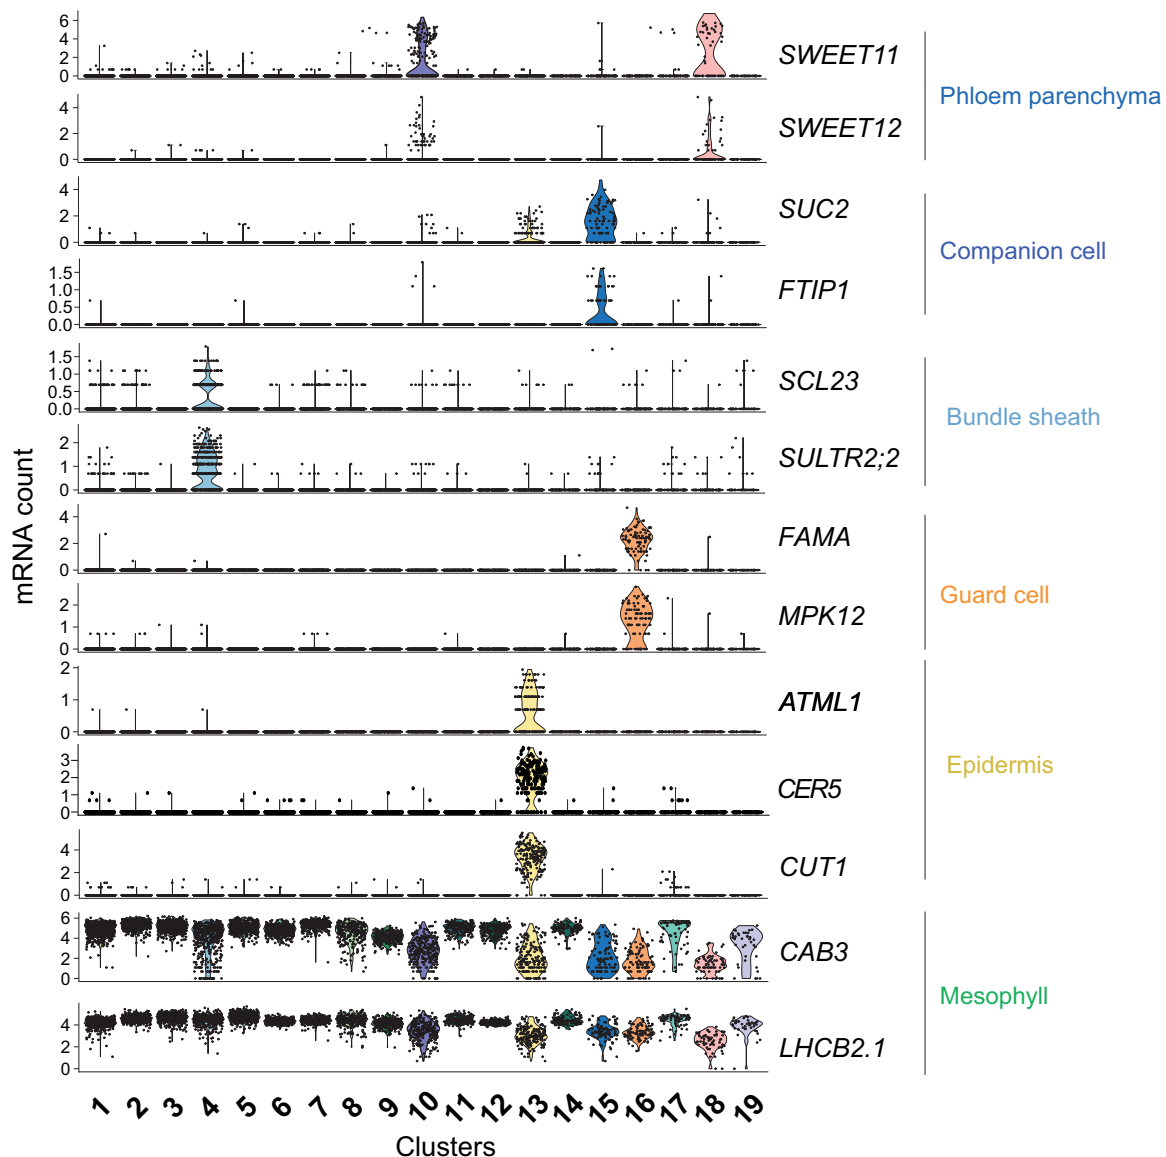 6
4
2
0
SWEET11
Phloem parenchyma
4
2
0
SWEET12
4
2
0
SUC2
Companion cell
1.5
1.0
0.5
0.0
FTIP1
1.5
1.0
0.5
0.0
SCL23
Bundle sheath
2
1
0
SULTR2;2
mRNA count
4
2
0
FAMA
Guard cell
2
1
0
MPK12
2
1
0
ATML1
Epidermis
3
2
1
0
CER5
4
2
0
CUT1
6
4
2
0
CAB3
Mesophyll
4
2
0
LHCB2.1
1 2 3 4 5 6 7 8 9 10 11 12 13 14 15 16 17 18 19
Clusters